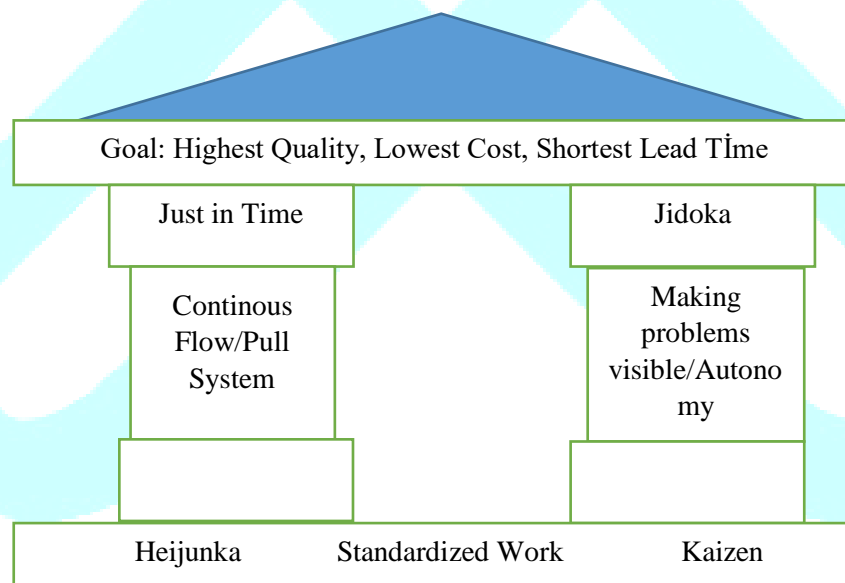 Goal: Highest Quality, Lowest Cost, Shortest Lead Tİme
Just in Time
Jidoka
Continous
Flow/Pull
System
Making
problems
visible/Autono
my
Heijunka Standardized Work Kaizen